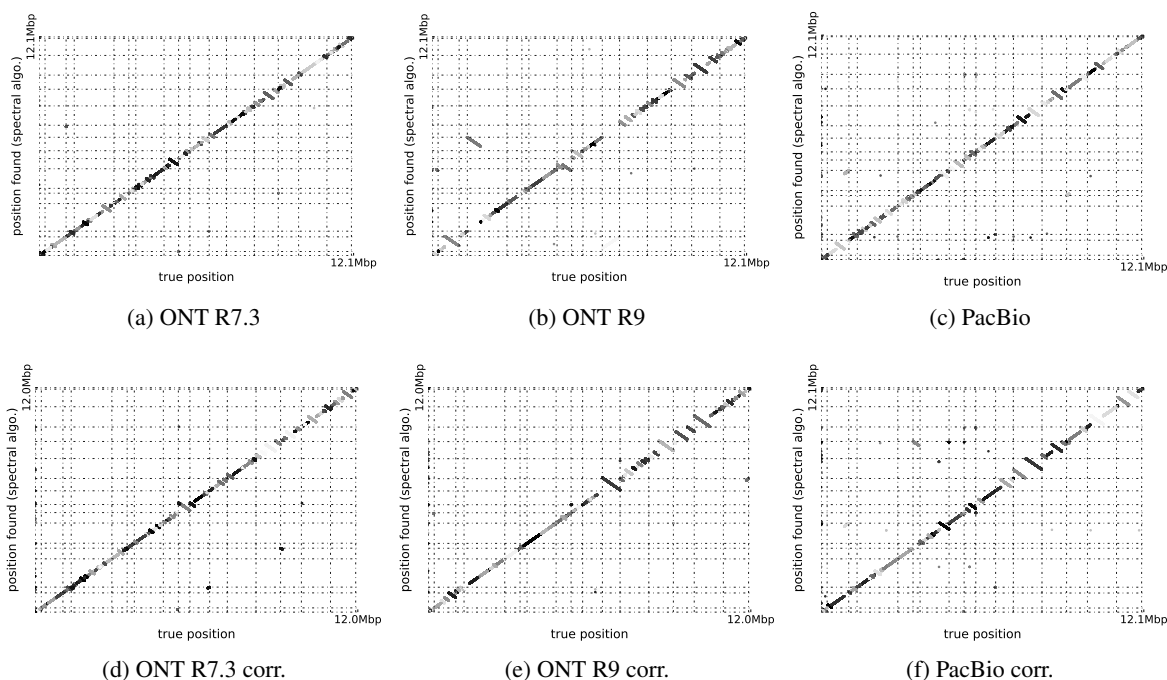 12.1Mbp
position found (spectral algo.)
12.1Mbp
true position
(a) ONT R7.3
12.1Mbp
position found (spectral algo.)
12.1Mbp
true position
(b) ONT R9
12.1Mbp
position found (spectral algo.)
12.1Mbp
true position
(c) PacBio
12.0Mbp
position found (spectral algo.)
12.0Mbp
true position
(d) ONT R7.3 corr.
12.0Mbp
position found (spectral algo.)
12.0Mbp
true position
(e) ONT R9 corr.
12.1Mbp
position found (spectral algo.)
12.1Mbp
true position
(f) PacBio corr.